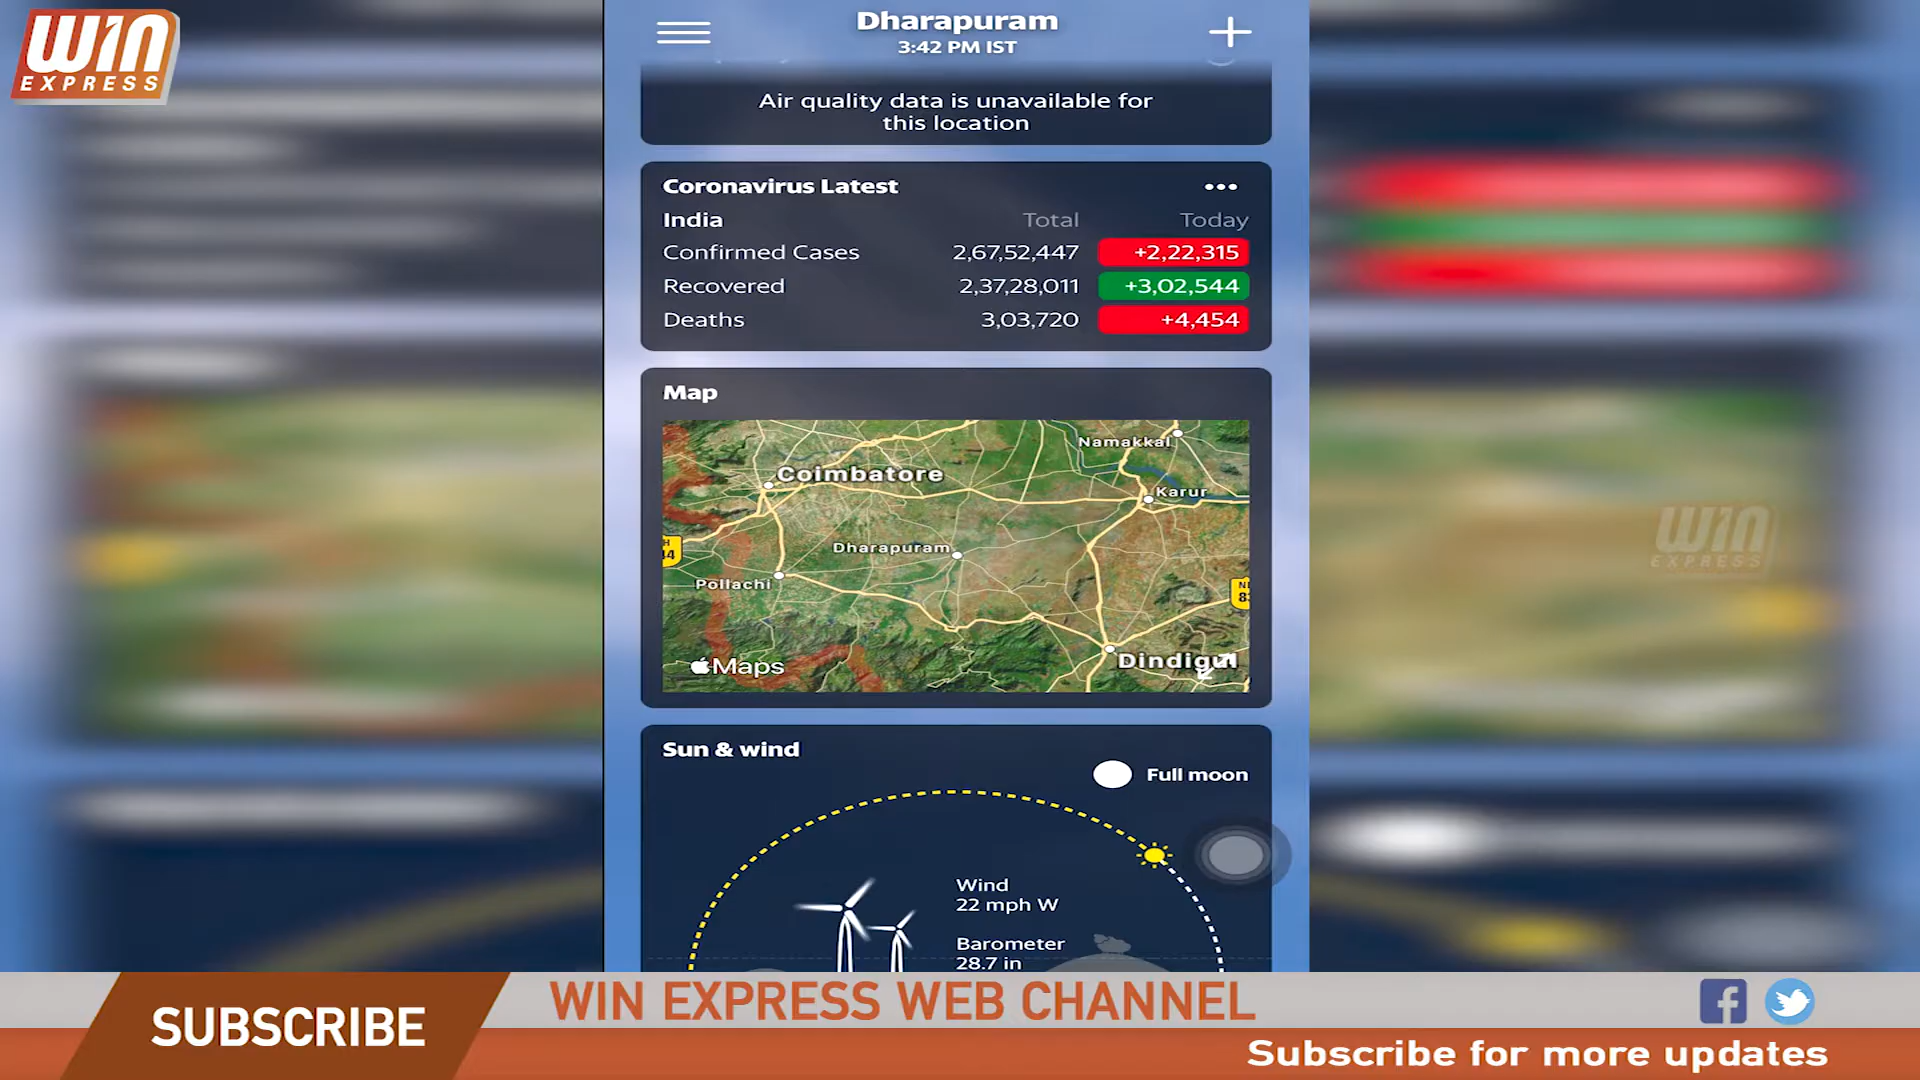 WIN
EXPRESS
Dharapuram
3:42 PM IST
Air quality data is unavailable for
this location
Coronavirus Latest
India Total Today
Confirmed Cases 2,67,52,447 +2,22,315
Recovered 2,37,28,011 +3,02,544
Deaths 3,03,720 +4,454
Map
Namakkal
Coimbatore
Karur
Dharapuram
Pollachi
Maps
Dindigul
WIN
EXPRESS
Sun & wind
Full moon
Wind
22 mph W
Barometer
28.7 in
SUBSCRIBE
WIN EXPRESS WEB CHANNEL
Subscribe for more updates